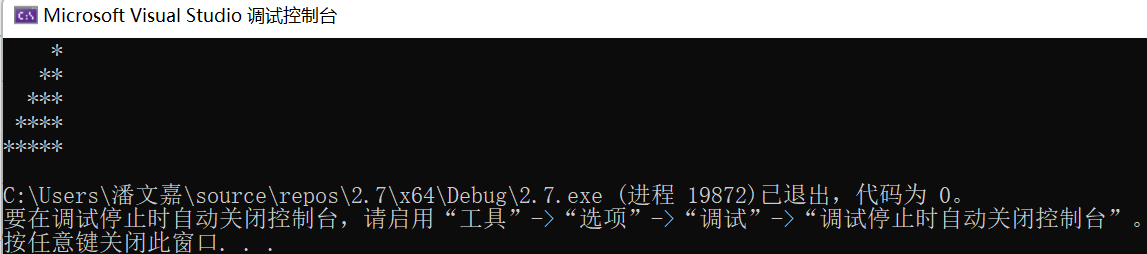 Microsoft Visual Studio 调试控制台
    *
   **
  ***
 ****
*****
C:\Users\潘文嘉\source\repos\2.7\x64\Debug\2.7.exe (进程 19872)已退出，代码为 0。
要在调试停止时自动关闭控制台，请启用“工具”->“选项”->“调试”->“调试停止时自动关闭控制台”。
按任意键关闭此窗口. . .